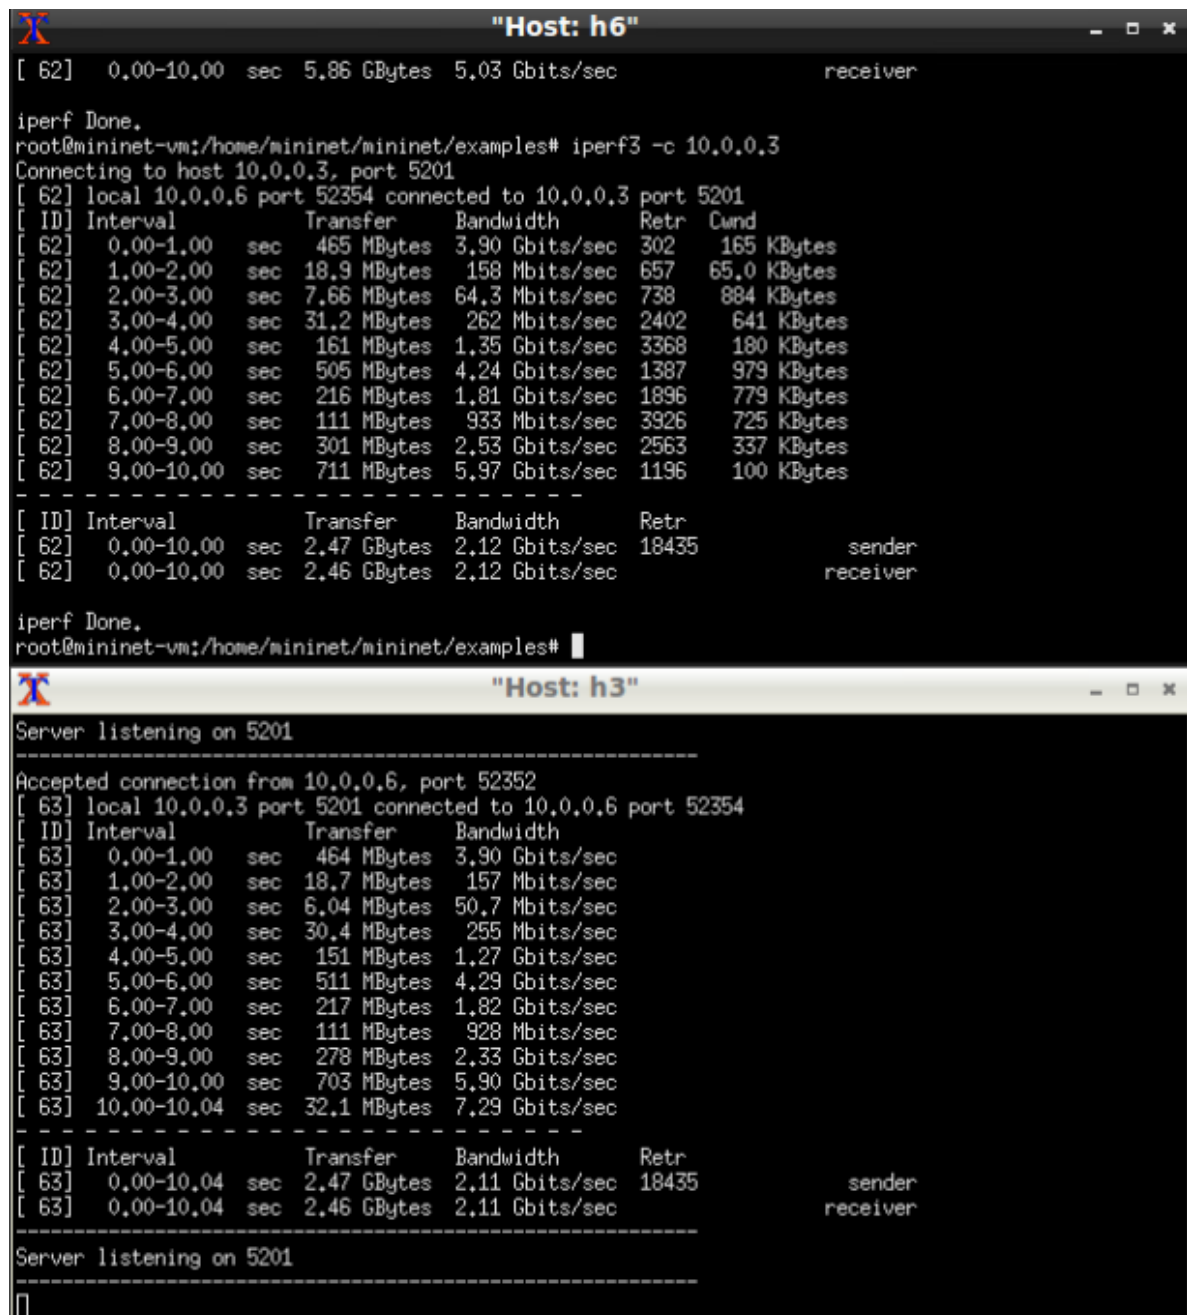 "Host: h6"
[ 62]   0.00-10.00  sec  5.86 GBytes  5.03 Gbits/sec                  receiver
iperf Done.
root@mininet-vm:/home/mininet/mininet/examples# iperf3 -c 10.0.0.3
Connecting to host 10.0.0.3, port 5201
[ 62] local 10.0.0.6 port 52354 connected to 10.0.0.3 port 5201
[ ID] Interval           Transfer     Bandwidth       Retr  Cwnd
[ 62]   0.00-1.00   sec   465 MBytes  3.90 Gbits/sec  302    165 KBytes
[ 62]   1.00-2.00   sec  18.9 MBytes   158 Mbits/sec  657   65.0 KBytes
[ 62]   2.00-3.00   sec  7.66 MBytes  64.3 Mbits/sec  738    884 KBytes
[ 62]   3.00-4.00   sec  31.2 MBytes   262 Mbits/sec  2402    641 KBytes
[ 62]   4.00-5.00   sec   161 MBytes  1.35 Gbits/sec  3368    180 KBytes
[ 62]   5.00-6.00   sec   505 MBytes  4.24 Gbits/sec  1387    979 KBytes
[ 62]   6.00-7.00   sec   216 MBytes  1.81 Gbits/sec  1896    779 KBytes
[ 62]   7.00-8.00   sec   111 MBytes   933 Mbits/sec  3926    725 KBytes
[ 62]   8.00-9.00   sec   301 MBytes  2.53 Gbits/sec  2563    337 KBytes
[ 62]   9.00-10.00  sec   711 MBytes  5.97 Gbits/sec  1196    100 KBytes
- - - - - - - - - - - - - - - - - - - - - - - - -
[ ID] Interval           Transfer     Bandwidth       Retr
[ 62]   0.00-10.00  sec  2.47 GBytes  2.12 Gbits/sec  18435             sender
[ 62]   0.00-10.00  sec  2.46 GBytes  2.12 Gbits/sec                  receiver
iperf Done.
root@mininet-vm:/home/mininet/mininet/examples#
"Host: h3"
Server listening on 5201
-----------------------------------------------------------
Accepted connection from 10.0.0.6, port 52352
[ 63] local 10.0.0.3 port 5201 connected to 10.0.0.6 port 52354
[ ID] Interval           Transfer     Bandwidth
[ 63]   0.00-1.00   sec   464 MBytes  3.90 Gbits/sec
[ 63]   1.00-2.00   sec  18.7 MBytes   157 Mbits/sec
[ 63]   2.00-3.00   sec  6.04 MBytes  50.7 Mbits/sec
[ 63]   3.00-4.00   sec  30.4 MBytes   255 Mbits/sec
[ 63]   4.00-5.00   sec   151 MBytes  1.27 Gbits/sec
[ 63]   5.00-6.00   sec   511 MBytes  4.29 Gbits/sec
[ 63]   6.00-7.00   sec   217 MBytes  1.82 Gbits/sec
[ 63]   7.00-8.00   sec   111 MBytes   928 Mbits/sec
[ 63]   8.00-9.00   sec   278 MBytes  2.33 Gbits/sec
[ 63]   9.00-10.00  sec   703 MBytes  5.90 Gbits/sec
[ 63]  10.00-10.04  sec  32.1 MBytes  7.29 Gbits/sec
- - - - - - - - - - - - - - - - - - - - - - - - -
[ ID] Interval           Transfer     Bandwidth       Retr
[ 63]   0.00-10.04  sec  2.47 GBytes  2.11 Gbits/sec  18435             sender
[ 63]   0.00-10.04  sec  2.46 GBytes  2.11 Gbits/sec                  receiver
-----------------------------------------------------------
Server listening on 5201
-----------------------------------------------------------